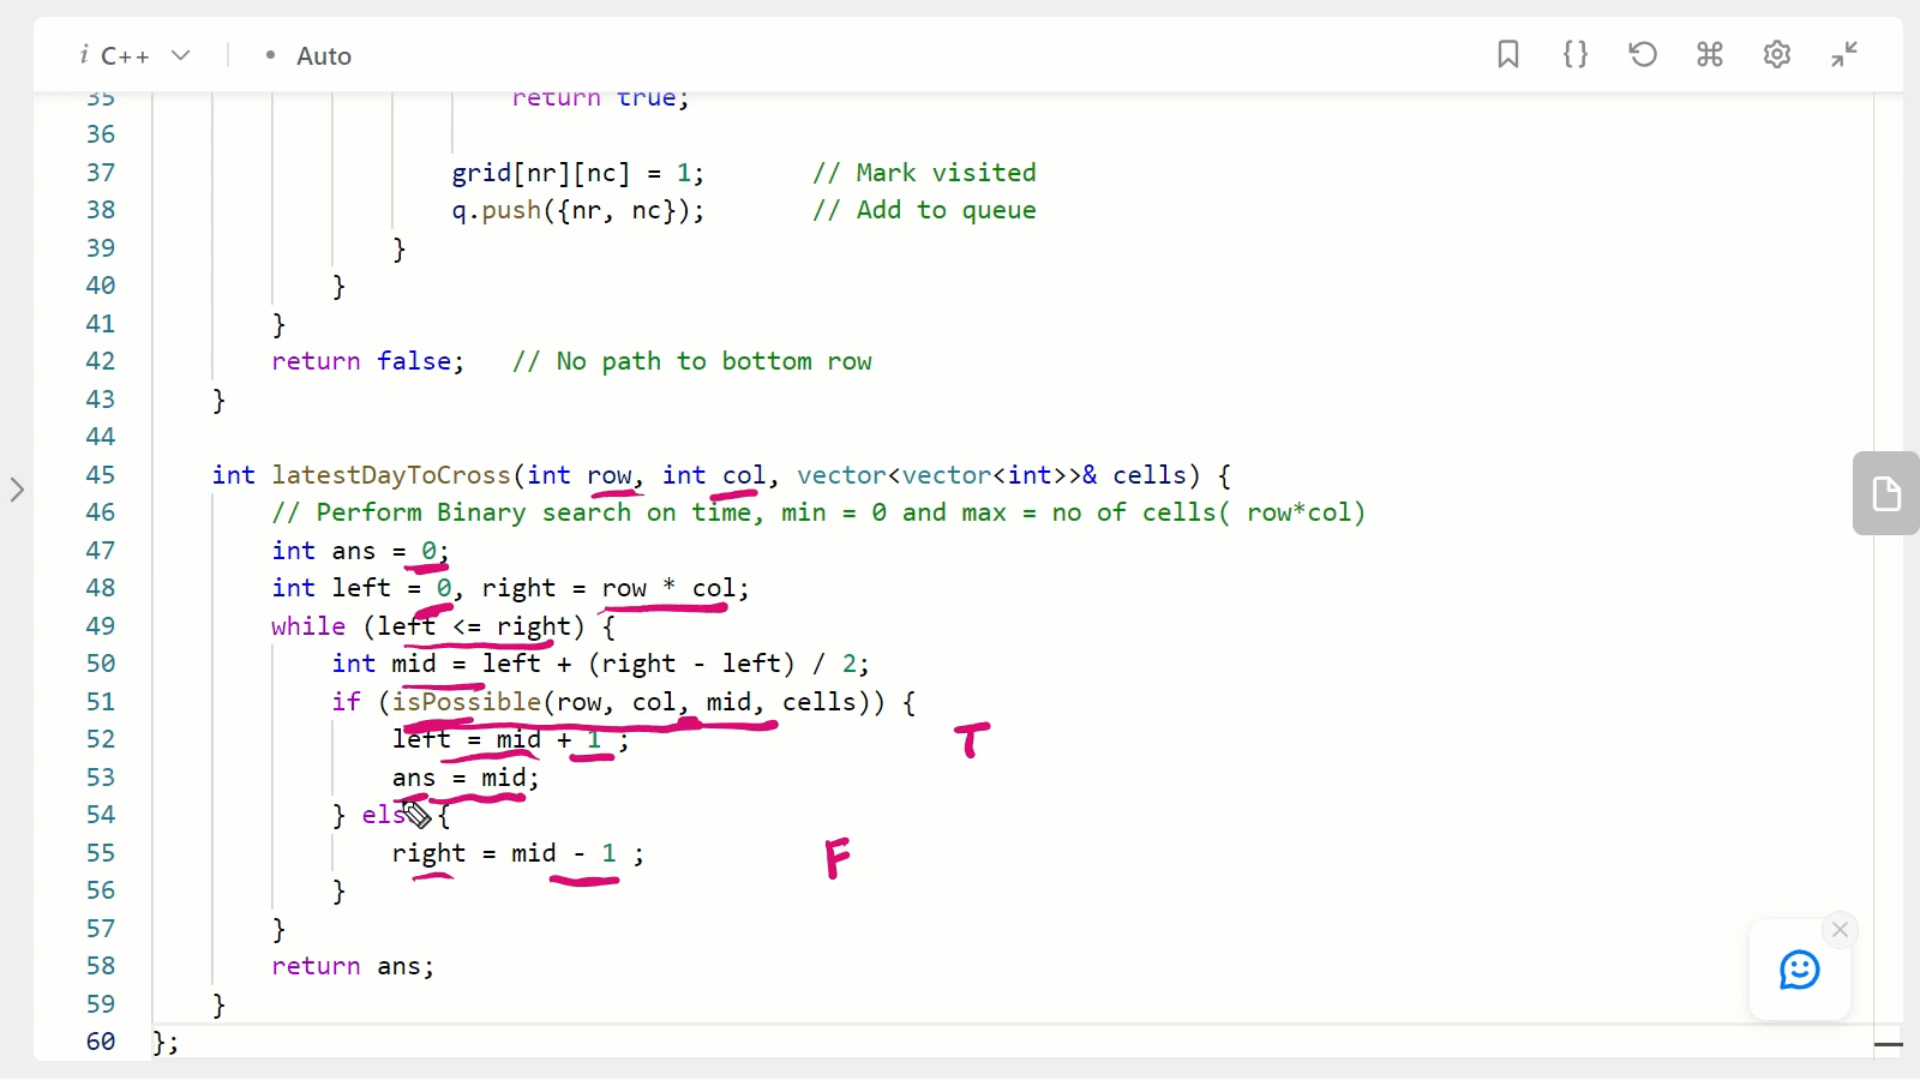 i C++ • Auto
35 return true;
36
37 grid[nr][nc] = 1; // Mark visited
38 q.push({nr, nc}); // Add to queue
39 }
40 }
41 }
42 return false; // No path to bottom row
43 }
44
45 int latestDayToCross(int row, int col, vector<vector<int>>& cells) {
46 // Perform Binary search on time, min = 0 and max = no of cells( row*col)
47 int ans = 0;
48 int left = 0, right = row * col;
49 while (left <= right) {
50 int mid = left + (right - left) / 2;
51 if (isPossible(row, col, mid, cells)) {
52 left = mid + 1 ; T
53 ans = mid;
54 } else {
55 right = mid - 1 ; F
56 }
57 }
58 return ans;
59 }
60 };